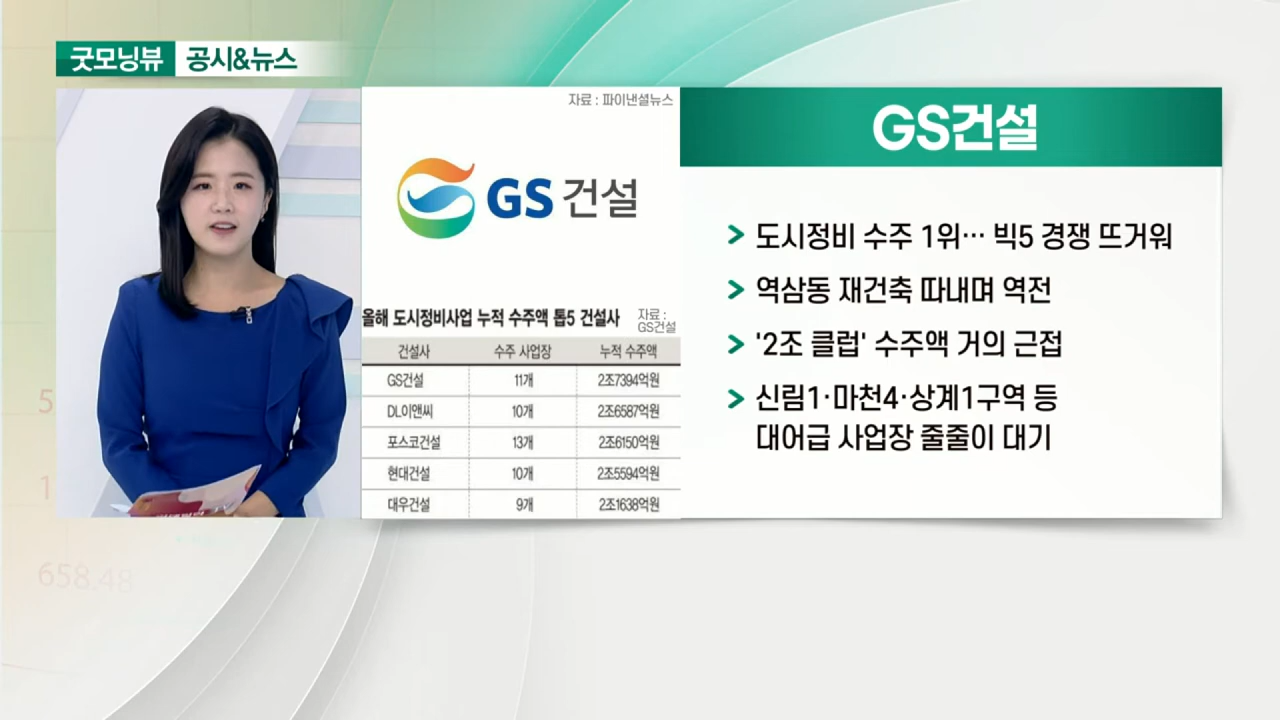 굿모닝뷰 공시&뉴스
자료 : 파이낸셜뉴스
GS건설
GS건설
도시정비 수주 1위… 빅5 경쟁 뜨거워
역삼동 재건축 따내며 역전
'2조 클럽' 수주액 거의 근접
신림1·마천4·상계1구역 등
대어급 사업장 줄줄이 대기
올해 도시정비사업 누적 수주액 톱5 건설사
자료 :
GS건설
건설사 수주 사업장 누적 수주액
GS건설 11개 2조7394억원
DL이앤씨 10개 2조6587억원
포스코건설 13개 2조6150억원
현대건설 10개 2조5594억원
대우건설 9개 2조1638억원
5
1
658.48